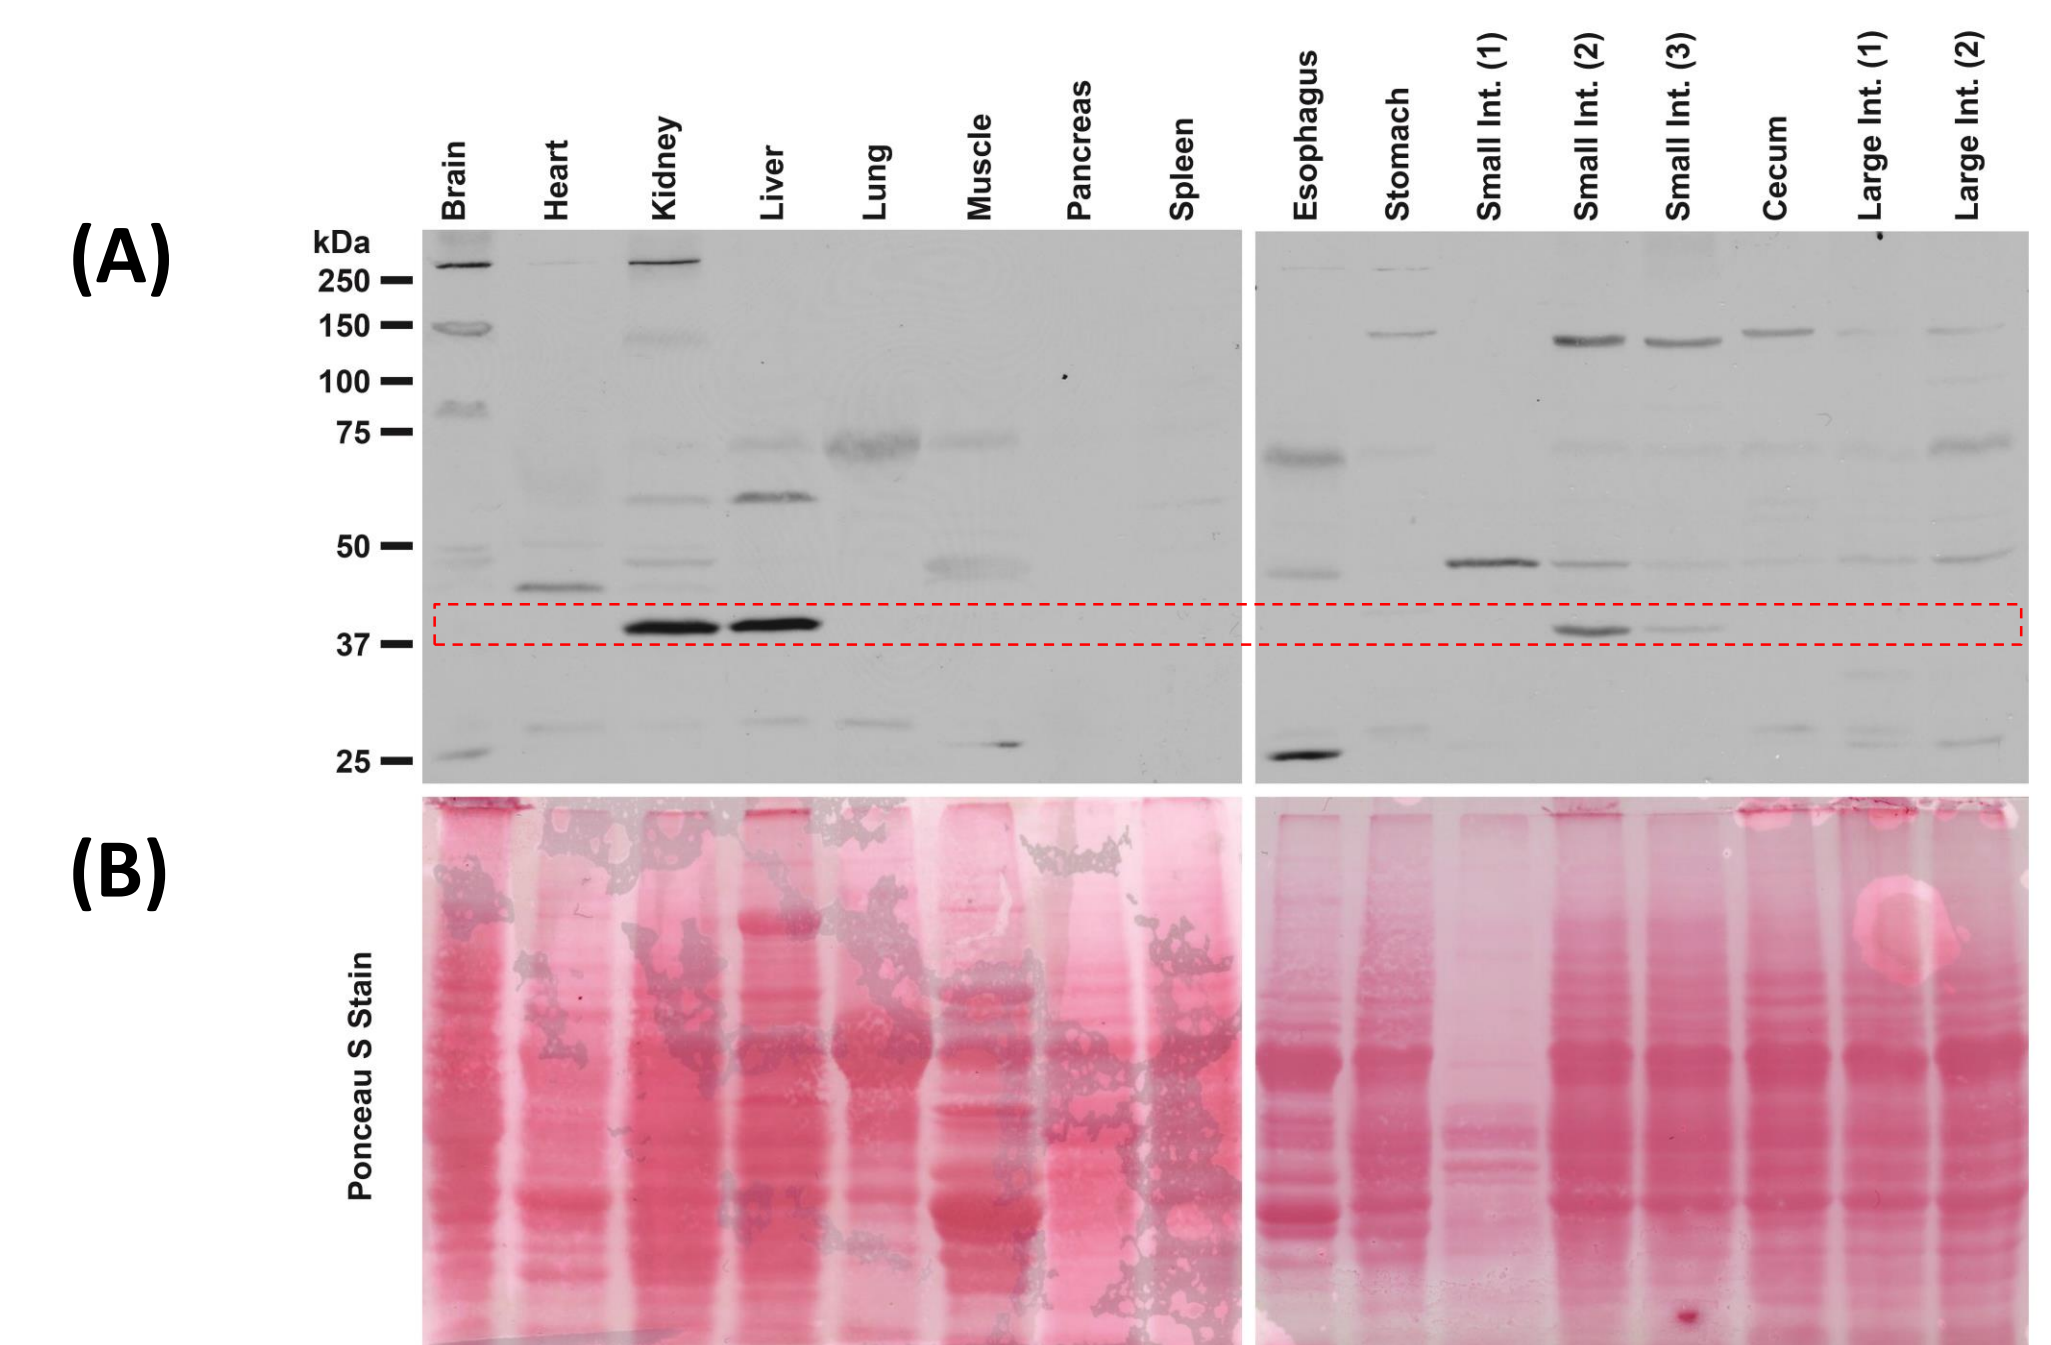 (A)
Brain
Heart
Kidney
Liver
Lung
Muscle
Pancreas
Spleen
Esophagus
Stomach
Small Int. (1)
Small Int. (2)
Small Int. (3)
Cecum
Large Int. (1)
Large Int. (2)
kDa
250
150
100
75
50
37
25
(B)
Ponceau S Stain